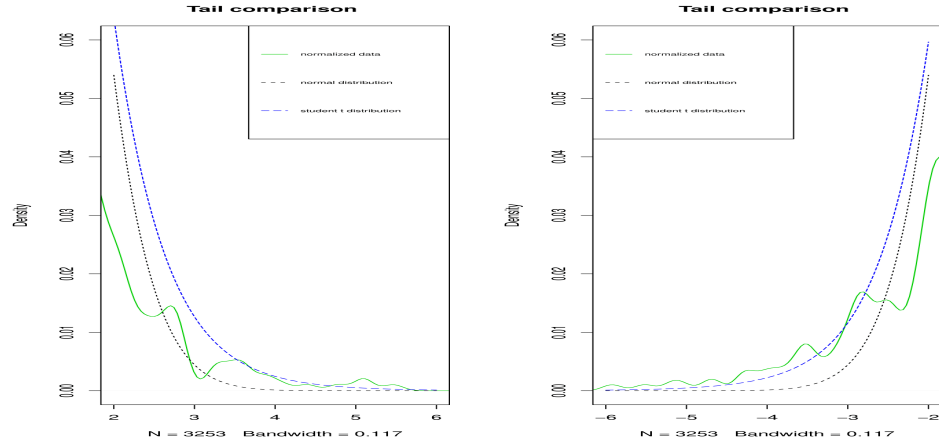 Tail comparison
Density
0.00 0.01 0.02 0.03 0.04 0.05 0.06
normalized data
normal distribution
student t distribution
2 3 4 5 6
N = 3253 Bandwidth = 0.117
Tail comparison
Density
0.00 0.01 0.02 0.03 0.04 0.05 0.06
normalized data
normal distribution
student t distribution
−6 −5 −4 −3 −2
N = 3253 Bandwidth = 0.117